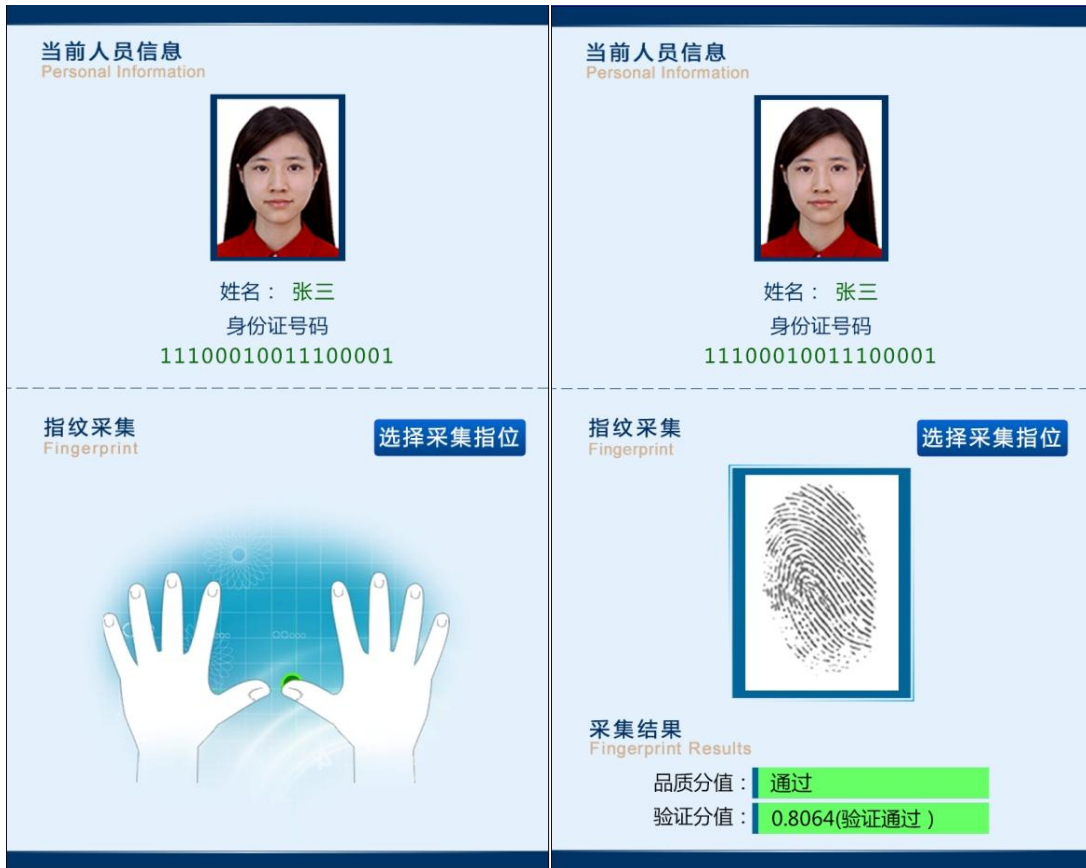 当前人员信息
Personal Information
姓名： 张三
身份证号码
11100010011100001
指纹采集
Fingerprint
选择采集指位
当前人员信息
Personal Information
姓名： 张三
身份证号码
11100010011100001
指纹采集
Fingerprint
选择采集指位
采集结果
Fingerprint Results
品质分值： 通过
验证分值： 0.8064(验证通过）